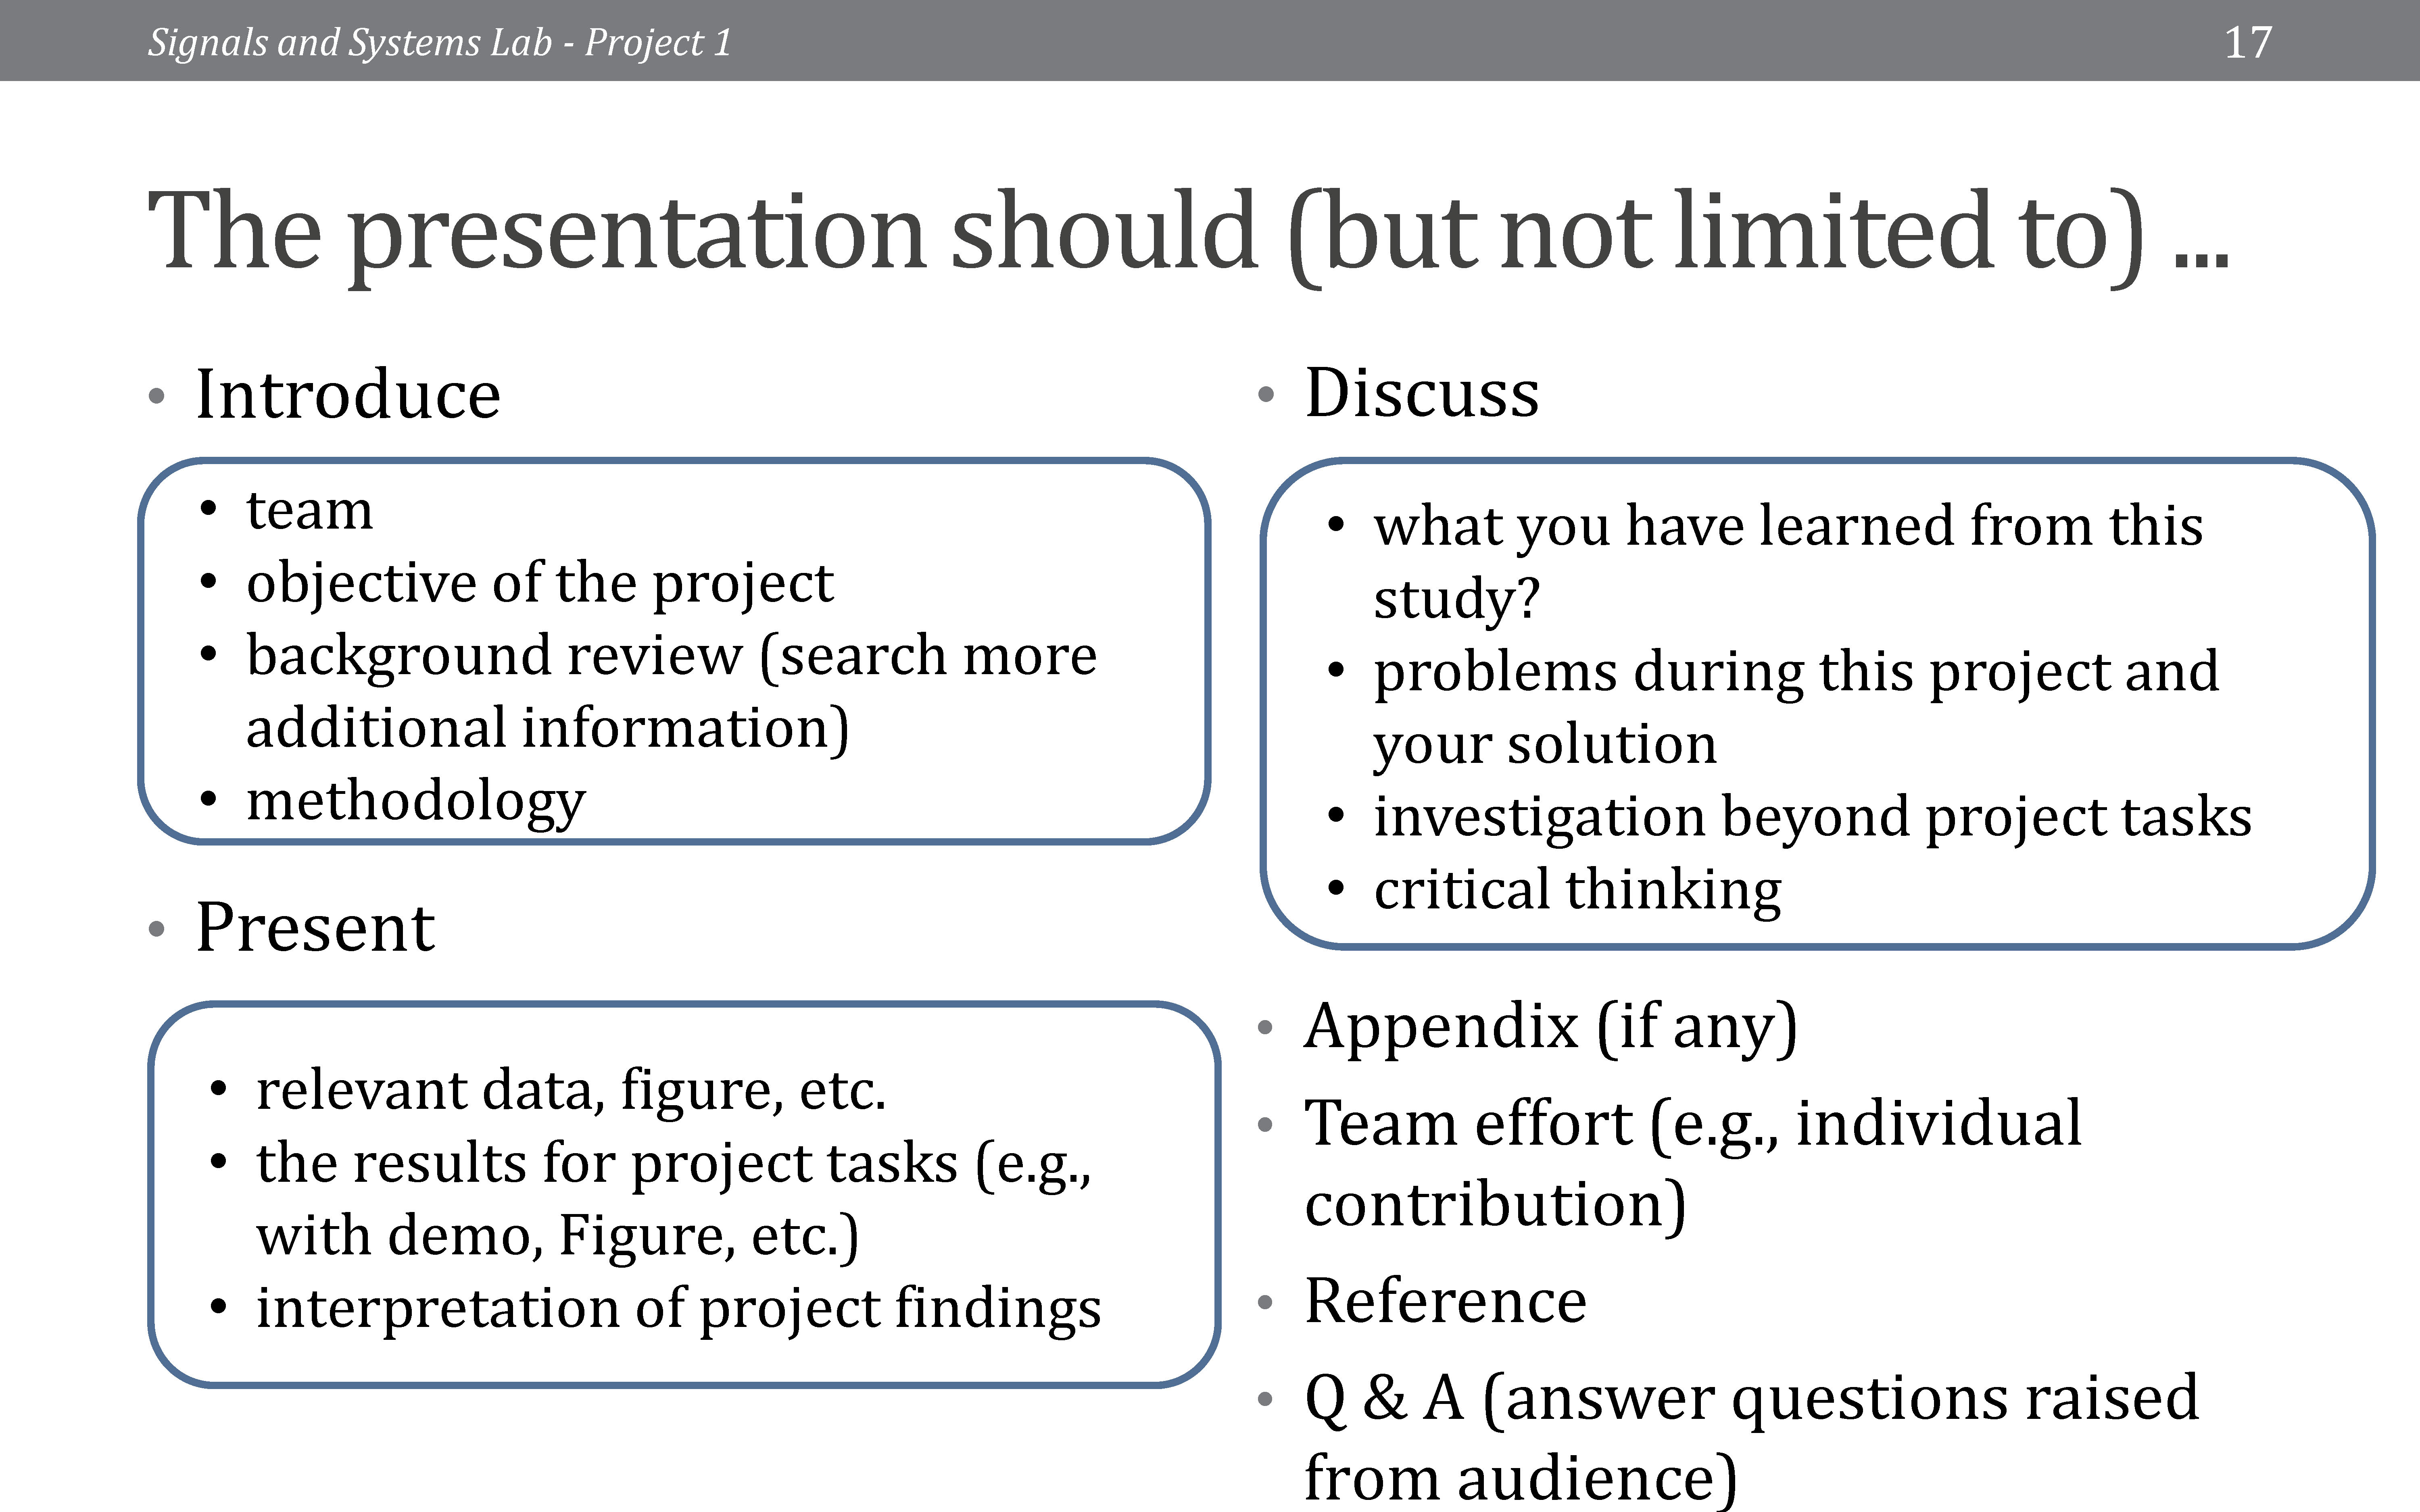 Signals and Systems Lab - Project 1
17
The presentation should (but not limited to) ...
• Introduce
• team
• objective of the project
• background review (search more
additional information)
• methodology
• Present
• relevant data, figure, etc.
• the results for project tasks (e.g.,
with demo, Figure, etc.)
• interpretation of project findings
• Discuss
• what you have learned from this
study?
• problems during this project and
your solution
• investigation beyond project tasks
• critical thinking
• Appendix (if any)
• Team effort (e.g., individual
contribution)
• Reference
• Q & A (answer questions raised
from audience)